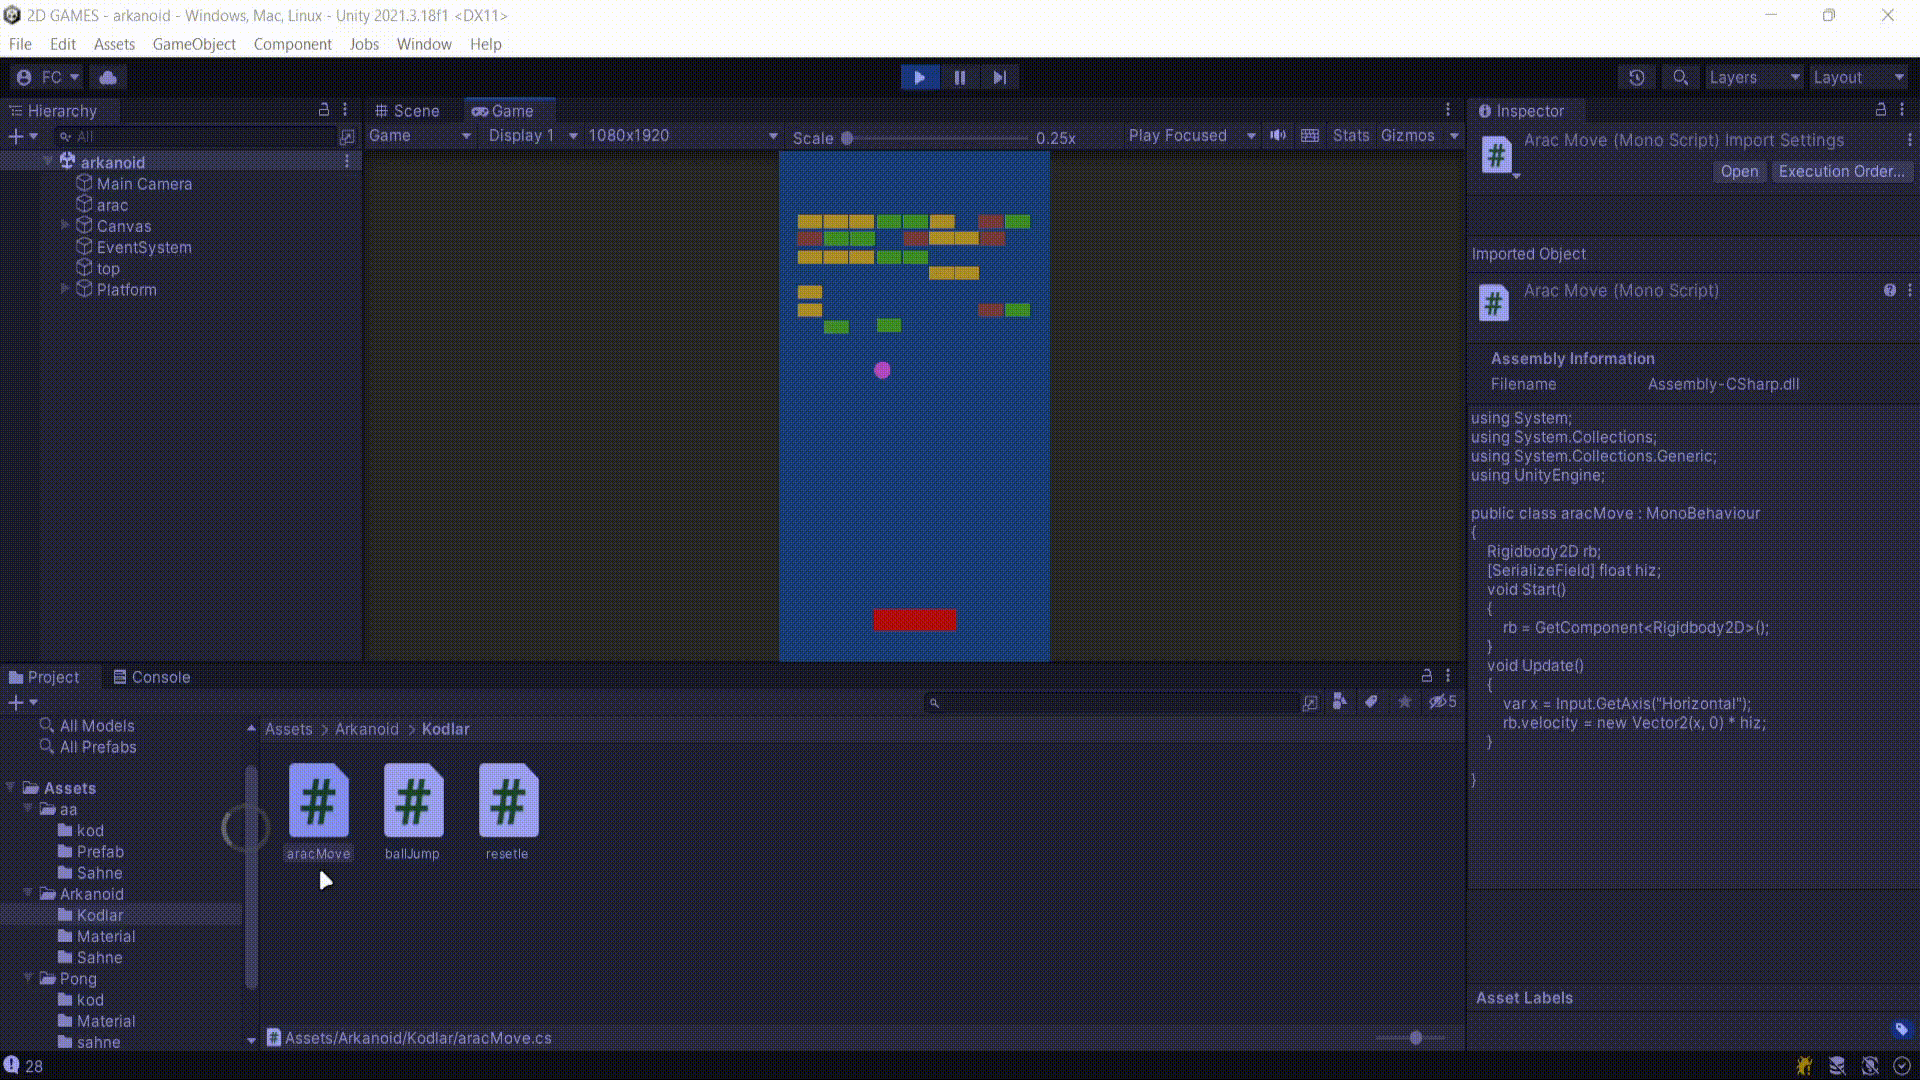 2D GAMES - arkanoid - Windows, Mac, Linux - Unity 2021.3.18f1 <DX11>
File Edit Assets GameObject Component Jobs Window Help
FC
Layers
Layout
Hierarchy
All
arkanoid
Main Camera
arac
Canvas
EventSystem
top
Platform
Scene Game
Game Display 1 1080x1920 Scale 0.25x Play Focused Stats Gizmos
Inspector
Arac Move (Mono Script) Import Settings
Open Execution Order...
Imported Object
Arac Move (Mono Script)
Assembly Information
Filename Assembly-CSharp.dll
using System;
using System.Collections;
using System.Collections.Generic;
using UnityEngine;
public class aracMove : MonoBehaviour
{
Rigidbody2D rb;
[SerializeField] float hiz;
void Start()
{
rb = GetComponent<Rigidbody2D>();
}
void Update()
{
var x = Input.GetAxis("Horizontal");
rb.velocity = new Vector2(x, 0) * hiz;
}
}
Asset Labels
Project Console
5
All Models
All Prefabs
Assets
aa
kod
Prefab
Sahne
Arkanoid
Kodlar
Material
Sahne
Pong
kod
Material
sahne
Assets > Arkanoid > Kodlar
# # #
aracMove ballJump resetle
Assets/Arkanoid/Kodlar/aracMove.cs
28